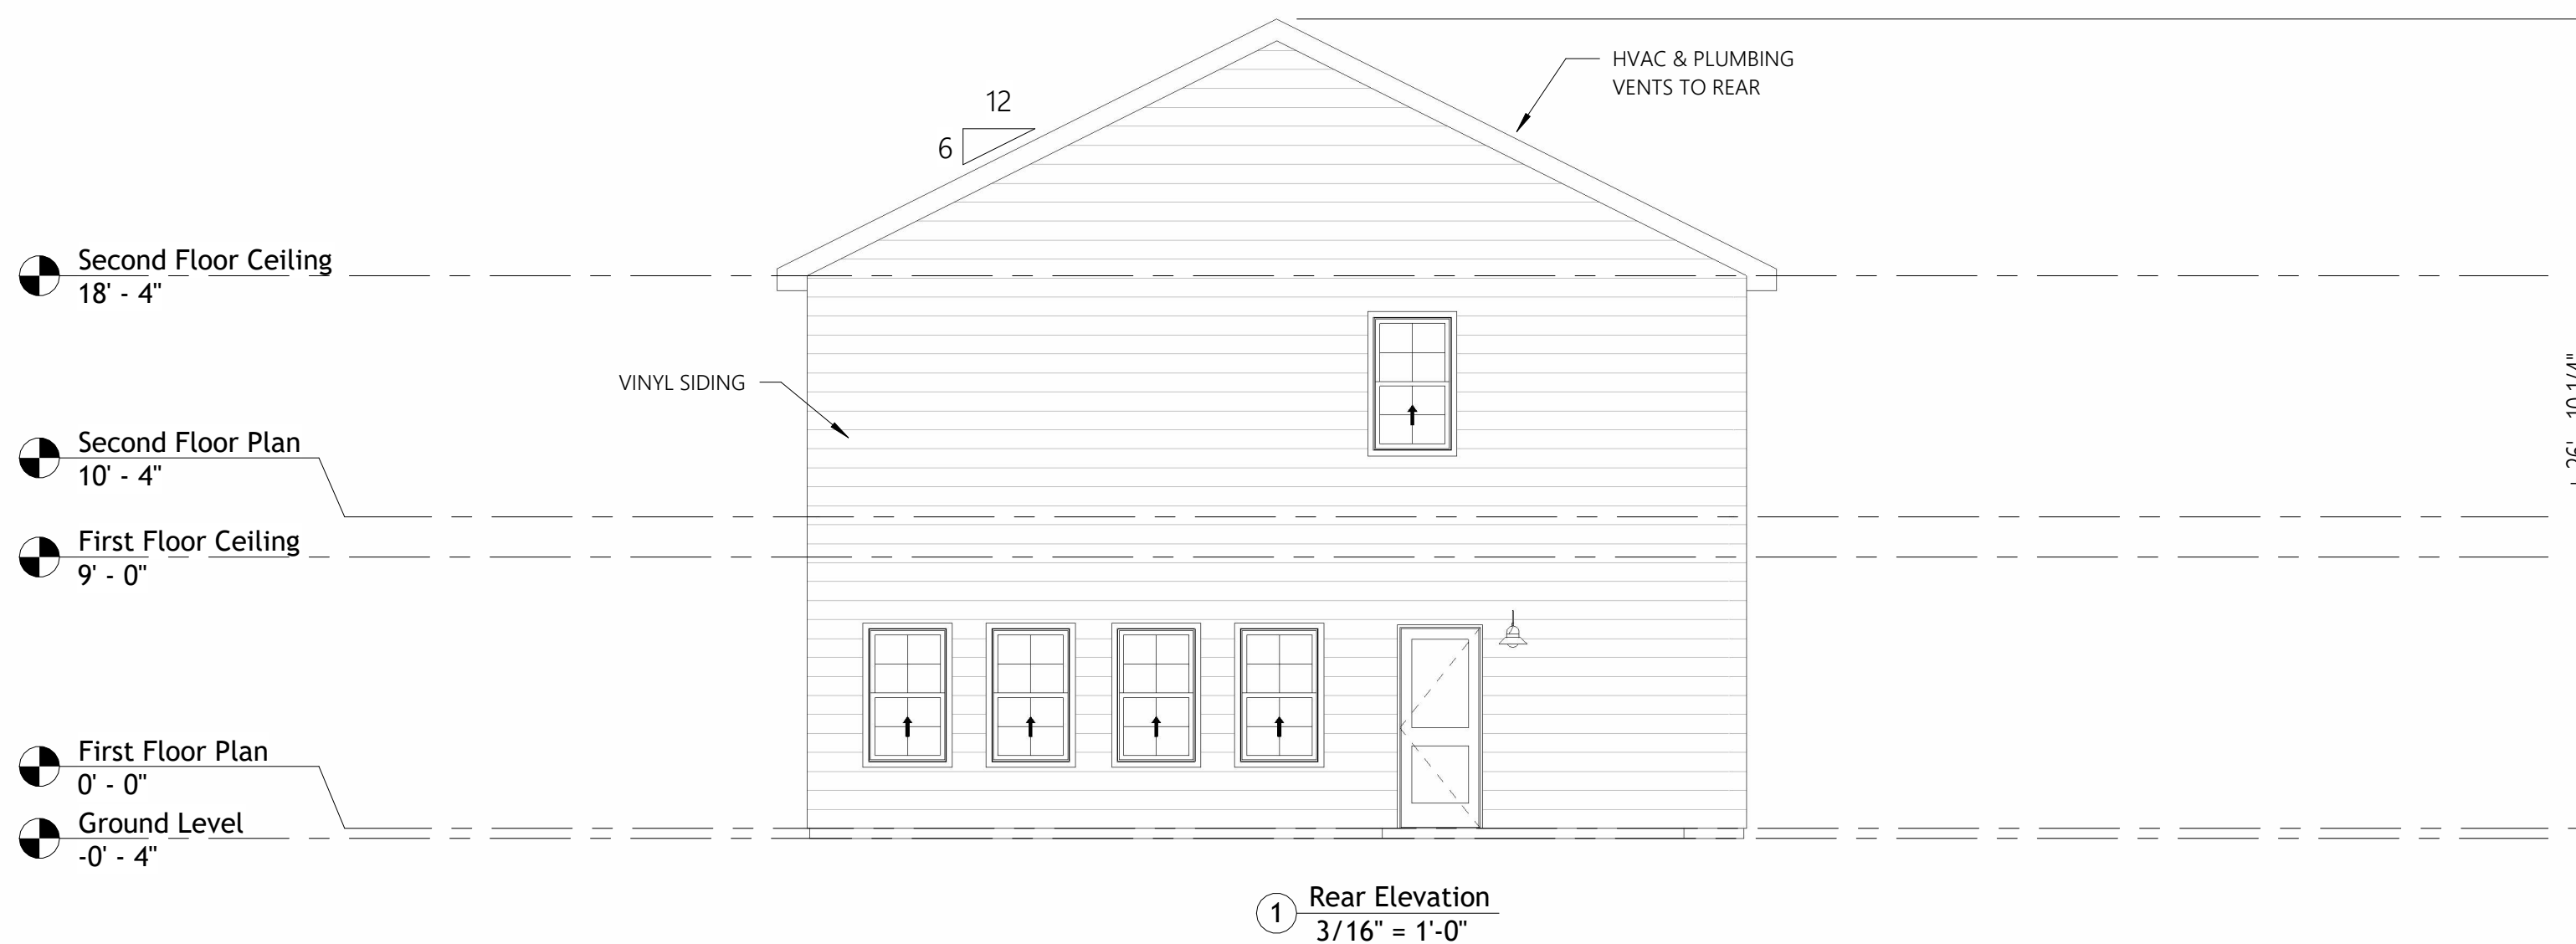 HVAC & PLUMBING
VENTS TO REAR
12
6
Second Floor Ceiling
18' - 4"
VINYL SIDING
Second Floor Plan
10' - 4"
First Floor Ceiling
9' - 0"
First Floor Plan
0' - 0"
Ground Level
-0' - 4"
1
Rear Elevation
3/16" = 1'-0"